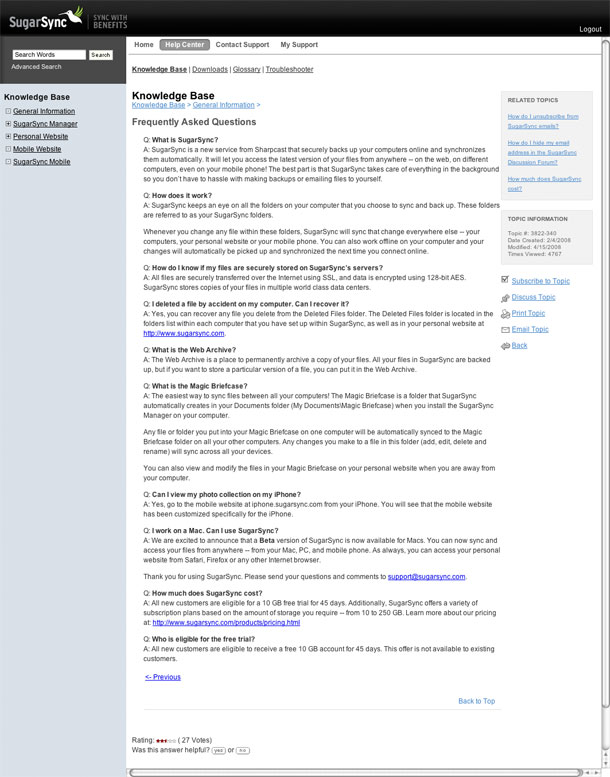 SugarSync
SYNC WITH
BENEFITS
Logout
Search Words
Search
Advanced Search
Home
Help Center
Contact Support
My Support
Knowledge Base | Downloads | Glossary | Troubleshooter
Knowledge Base
General Information
SugarSync Manager
Personal Website
Mobile Website
SugarSync Mobile
Knowledge Base
Knowledge Base > General Information >
Frequently Asked Questions
Q: What is SugarSync?
A: SugarSync is a new service from Sharpcast that securely backs up your computers online and synchronizes
them automatically. It will let you access the latest version of your files from anywhere -- on the web, on different
computers, even on your mobile phone! The best part is that SugarSync takes care of everything in the background
so you don't have to hassle with making backups or emailing files to yourself.
Q: How does it work?
A: SugarSync keeps an eye on all the folders on your computer that you choose to sync and back up. These folders
are referred to as your SugarSync folders.
Whenever you change any file within these folders, SugarSync will sync that change everywhere else -- your
computers, your personal website or your mobile phone. You can also work offline on your computer and your
changes will be automatically be picked up and synchronized the next time you connect online.
Q: How do I know if my files are securely stored on SugarSync's servers?
A: All files are securely transferred over the Internet using SSL, and data is encrypted using 128-bit AES.
SugarSync stores copies of your files in multiple world class data centers.
Q: I deleted a file by accident on my computer. Can I recover it?
A: Yes, you can recover any file you delete from the Deleted Files folder. The Deleted Files folder is located in the
folders list within each computer that you have set up within SugarSync, as well as in your personal website at
http://www.sugarsync.com.
Q: What is the Web Archive?
A: The Web Archive is a place to permanently archive a copy of your files. All your files in SugarSync are backed
up, but if you want to store a particular version of a file, you can put it in the Web Archive.
Q: What is the Magic Briefcase?
A: The easiest way to sync files between all your computers! The Magic Briefcase is a folder that SugarSync
automatically creates in your Documents folder (My Documents\Magic Briefcase) when you install the SugarSync
Manager on your computer.
Any file or folder you put into your Magic Briefcase on one computer will be automatically synced to the Magic
Briefcase folder on all your other computers. Any changes you make to a file in this folder (add, edit, delete and
rename) will sync across all your devices.
You can also view and modify the files in your Magic Briefcase on your personal website when you are away from
your computer.
Q: Can I view my photo collection on my iPhone?
A: Yes, go to the mobile website at iphone.sugarsync.com from your iPhone. You will see that the mobile website
has been customized specifically for the iPhone.
Q: I work on a Mac. Can I use SugarSync?
A: We are excited to announce that a Beta version of SugarSync is now available for Macs. You can now sync and
access your files from anywhere -- from your Mac, PC, and mobile phone. As always, you can access your personal
website from Safari, Firefox or any other Internet browser.
Thank you for using SugarSync. Please send your questions and comments to support@sugarsync.com.
Q: How much does SugarSync cost?
A: All new customers are eligible for a 10 GB free trial for 45 days. Additionally, SugarSync offers a variety of
subscription plans based on the amount of storage you require -- from 10 to 250 GB. Learn more about our pricing
at: http://www.sugarsync.com/products/pricing.html
Q: Who is eligible for the free trial?
A: All new customers are eligible to receive a free 10 GB account for 45 days. This offer is not available to existing
customers.
<- Previous
Back to Top
Rating: ( 27 Votes)
Was this answer helpful? yes or no
RELATED TOPICS
How do I unsubscribe from
SugarSync emails?
How do I hide my email
address in the SugarSync
Discussion Forum?
How much does SugarSync
cost?
TOPIC INFORMATION
Topic #: 3822-340
Date Created: 2/4/2008
Modified: 4/15/2008
Times Viewed: 4767
Subscribe to Topic
Discuss Topic
Print Topic
Email Topic
Back